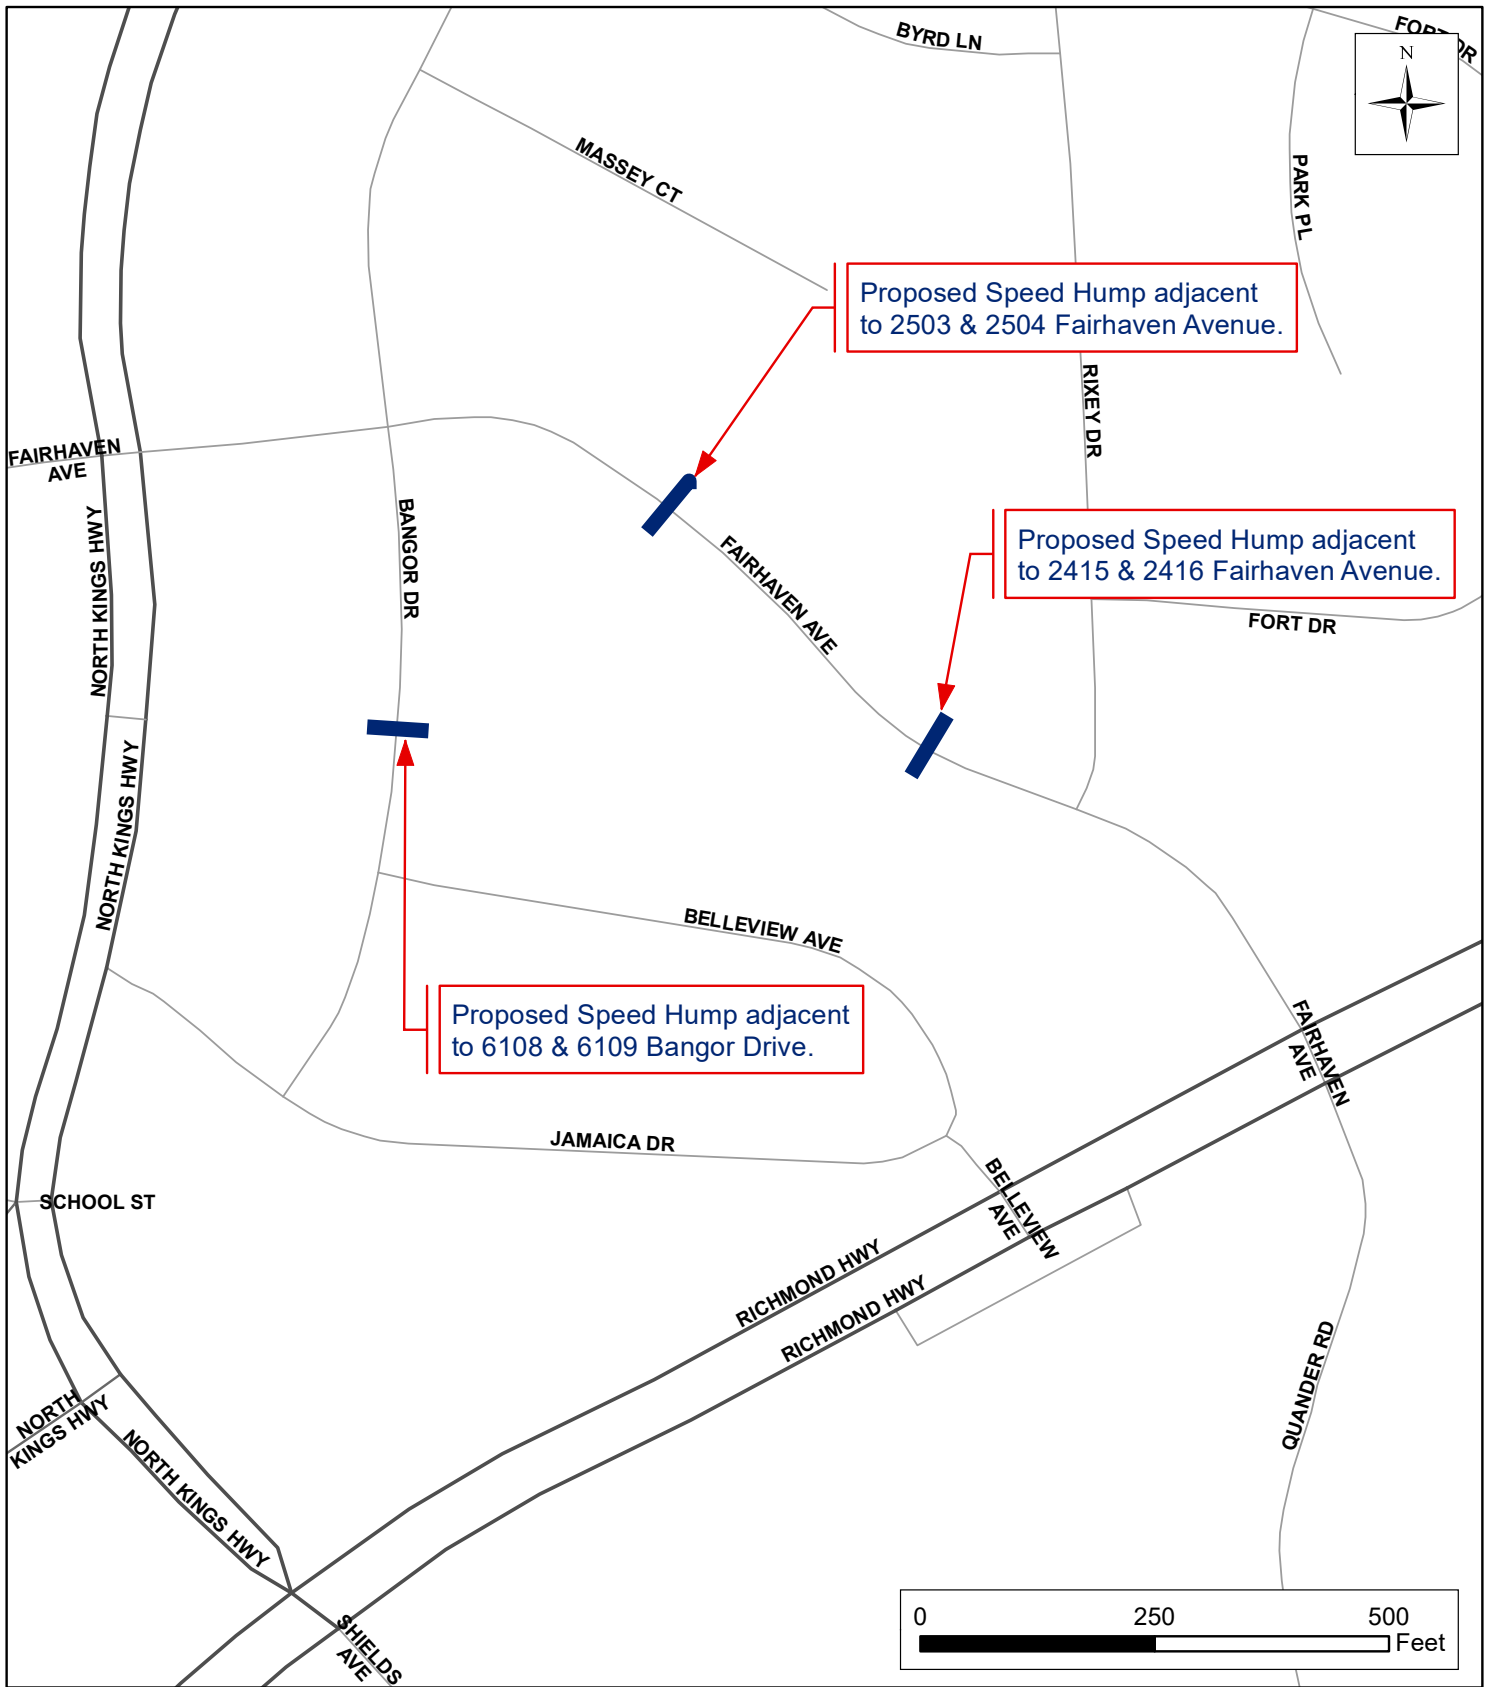 BYRD LN
FORT DR
N
MASSEY CT
PARK PL
Proposed Speed Hump adjacent
to 2503 & 2504 Fairhaven Avenue.
RIXEY DR
FAIRHAVEN
AVE
BANGOR DR
NORTH KINGS HWY
FAIRHAVEN AVE
Proposed Speed Hump adjacent
to 2415 & 2416 Fairhaven Avenue.
FORT DR
NORTH KINGS HWY
BELLEVIEW AVE
Proposed Speed Hump adjacent
to 6108 & 6109 Bangor Drive.
FAIRHAVEN
AVE
JAMAICA DR
SCHOOL ST
BELLEVIEW
AVE
RICHMOND HWY
RICHMOND HWY
QUANDER RD
NORTH
KINGS HWY
NORTH KINGS HWY
SHIELDS
AVE
0 250 500
Feet